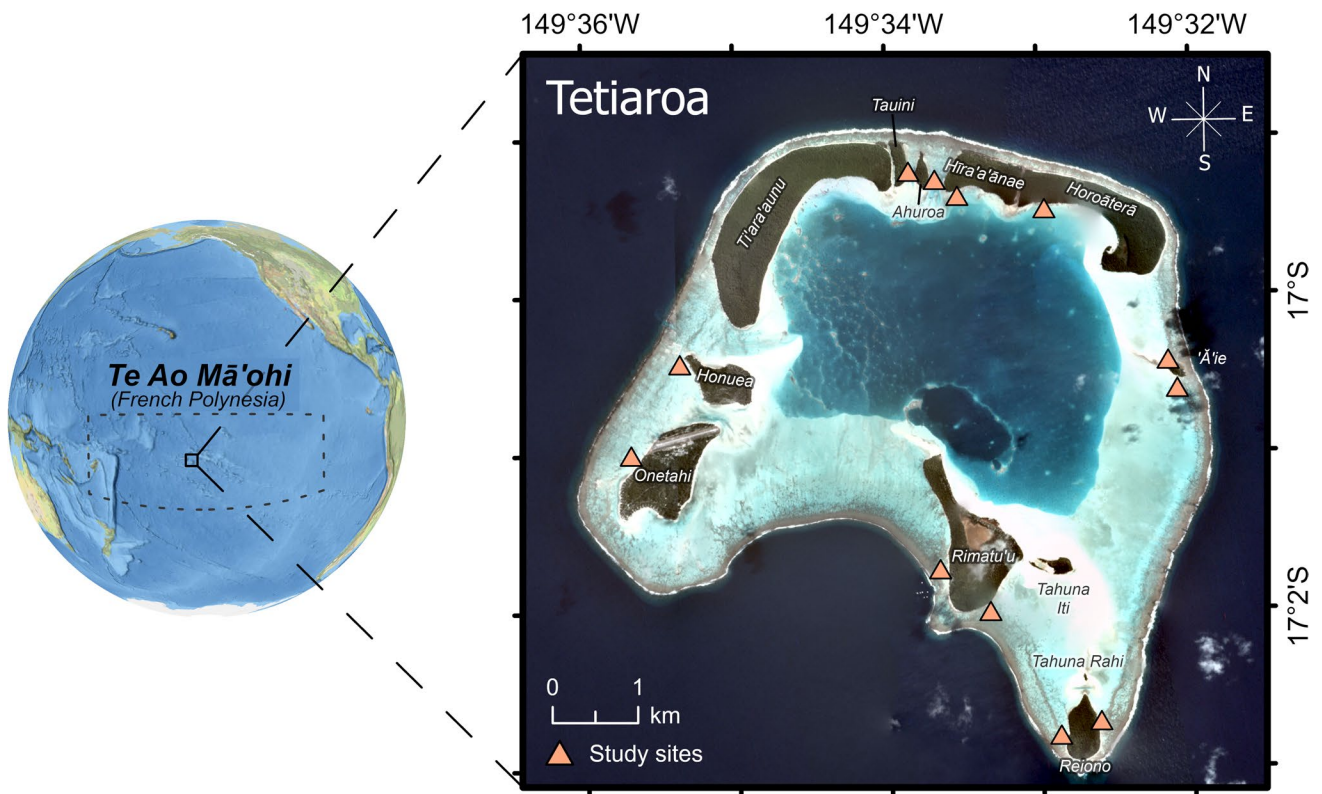 149°36'W 149°34'W 149°32'W
Tetiaroa
N
W E
S
Tauini
Hīra'a'ānae
Horoāterā
Ahuroa
Ti'ara'aunu
17°S
'Ā'ie
Te Ao Mā'ohi
(French Polynesia)
Honuea
Onetahi
Rimatu'u
Tahuna
Iti
17°2'S
Tahuna Rahi
0 1
km
Study sites
Reiono